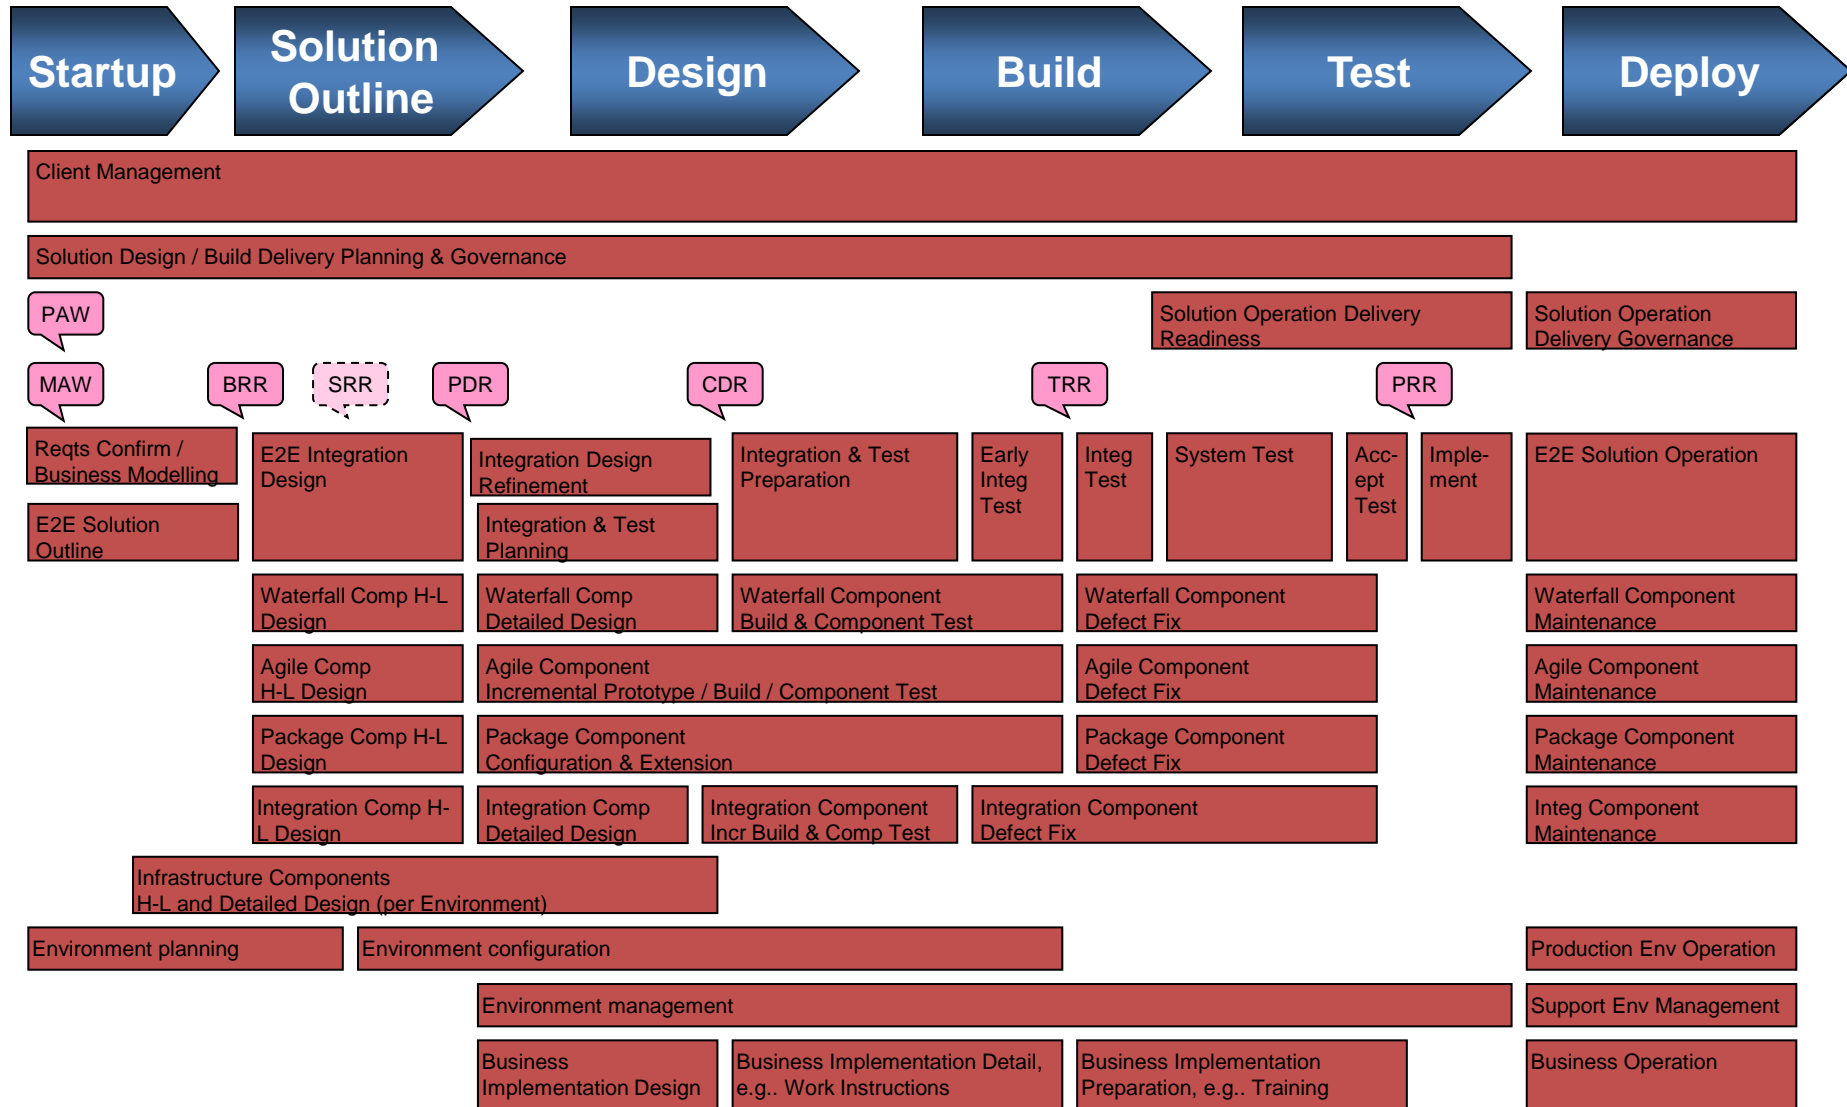 Startup
Solution
Outline
Design
Build
Test
Deploy
Client Management
Solution Design / Build Delivery Planning & Governance
PAW
Solution Operation Delivery
Readiness
Solution Operation
Delivery Governance
MAW
BRR
SRR
PDR
CDR
TRR
PRR
Reqts Confirm /
Business Modelling
E2E Solution
Outline
E2E Integration
Design
Integration Design
Refinement
Integration & Test
Planning
Integration & Test
Preparation
Early
Integ
Test
Integ
Test
System Test
Acc-
ept
Test
Imple-
ment
E2E Solution Operation
Waterfall Comp H-L
Design
Waterfall Comp
Detailed Design
Waterfall Component
Build & Component Test
Waterfall Component
Defect Fix
Waterfall Component
Maintenance
Agile Comp
H-L Design
Agile Component
Incremental Prototype / Build / Component Test
Agile Component
Defect Fix
Agile Component
Maintenance
Package Comp H-L
Design
Package Component
Configuration & Extension
Package Component
Defect Fix
Package Component
Maintenance
Integration Comp H-
L Design
Integration Comp
Detailed Design
Integration Component
Incr Build & Comp Test
Integration Component
Defect Fix
Integ Component
Maintenance
Infrastructure Components
H-L and Detailed Design (per Environment)
Environment planning
Environment configuration
Production Env Operation
Environment management
Support Env Management
Business
Implementation Design
Business Implementation Detail,
e.g.. Work Instructions
Business Implementation
Preparation, e.g.. Training
Business Operation